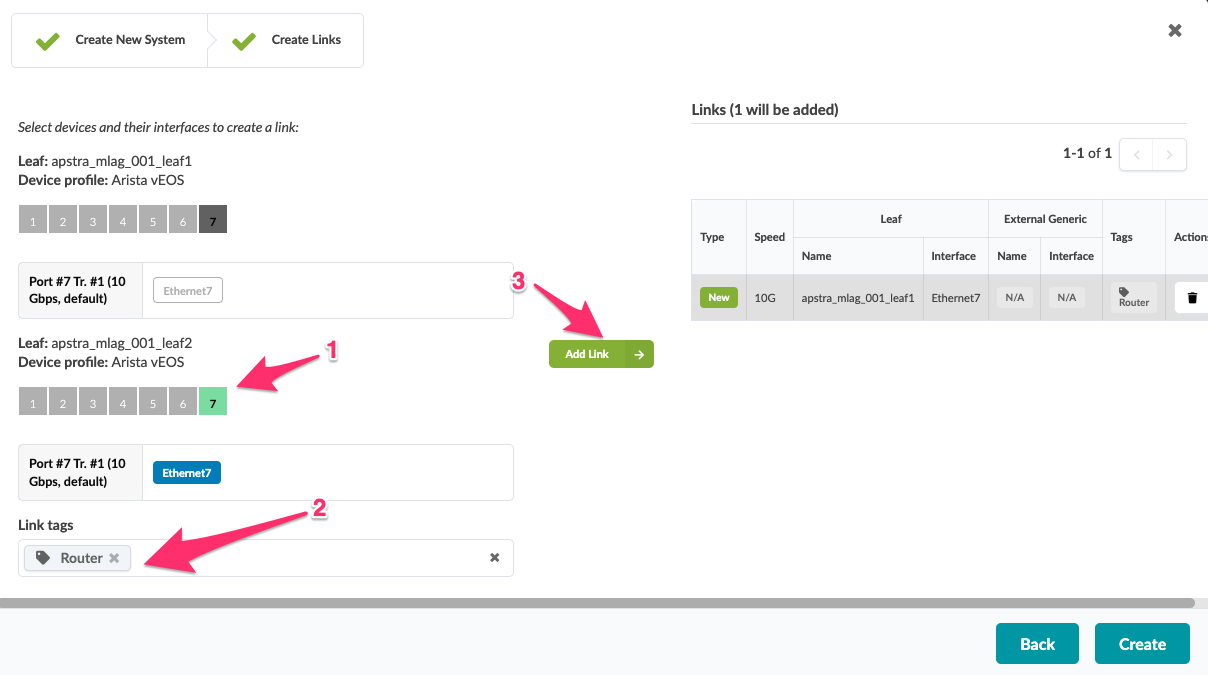 Create New System
Create Links
Select devices and their interfaces to create a link:
Leaf: apstra_mlag_001_leaf1
Device profile: Arista vEOS
1 2 3 4 5 6 7
Port #7 Tr. #1 (10
Gbps, default)
Ethernet7
Leaf: apstra_mlag_001_leaf2
Device profile: Arista vEOS
1
1 2 3 4 5 6 7
Port #7 Tr. #1 (10
Gbps, default)
Ethernet7
Link tags
2
Router
3
Add Link
Links (1 will be added)
1-1 of 1
Type Speed Leaf External Generic Tags Actions
Name Interface Name Interface
New 10G apstra_mlag_001_leaf1 Ethernet7 N/A N/A Router
Back
Create